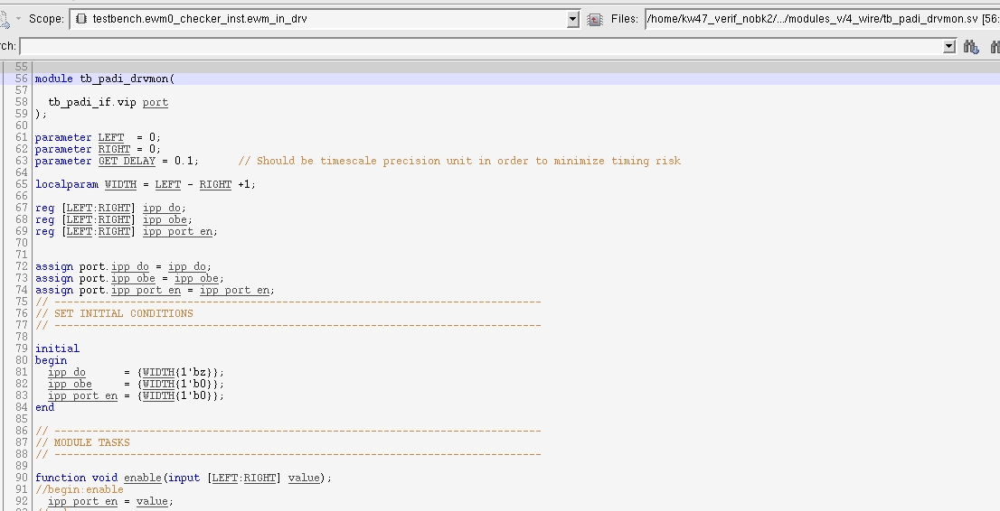 Scope: testbench.ewm0_checker_inst.ewm_in_drv Files: /home/kw47_verif_nobk2/.../modules_v/4_wire/tb_padi_drvmon.sv [56:
rch:
55
56 module tb_padi_drvmon(
57
58 tb_padi_if.vip port
59 );
60
61 parameter LEFT = 0;
62 parameter RIGHT = 0;
63 parameter GET_DELAY = 0.1; // Should be timescale precision unit in order to minimize timing risk
64
65 localparam WIDTH = LEFT - RIGHT +1;
66
67 reg [LEFT:RIGHT] ipp_do;
68 reg [LEFT:RIGHT] ipp_obe;
69 reg [LEFT:RIGHT] ipp_port_en;
70
71
72 assign port.ipp_do = ipp_do;
73 assign port.ipp_obe = ipp_obe;
74 assign port.ipp_port_en = ipp_port_en;
75 // -----------------------------------------------------------------------------
76 // SET INITIAL CONDITIONS
77 // -----------------------------------------------------------------------------
78
79 initial
80 begin
81 ipp_do = {WIDTH{1'bz}};
82 ipp_obe = {WIDTH{1'b0}};
83 ipp_port_en = {WIDTH{1'b0}};
84 end
85
86 // -----------------------------------------------------------------------------
87 // MODULE TASKS
88 // -----------------------------------------------------------------------------
89
90 function void enable(input [LEFT:RIGHT] value);
91 //begin:enable
92 ipp_port_en = value;